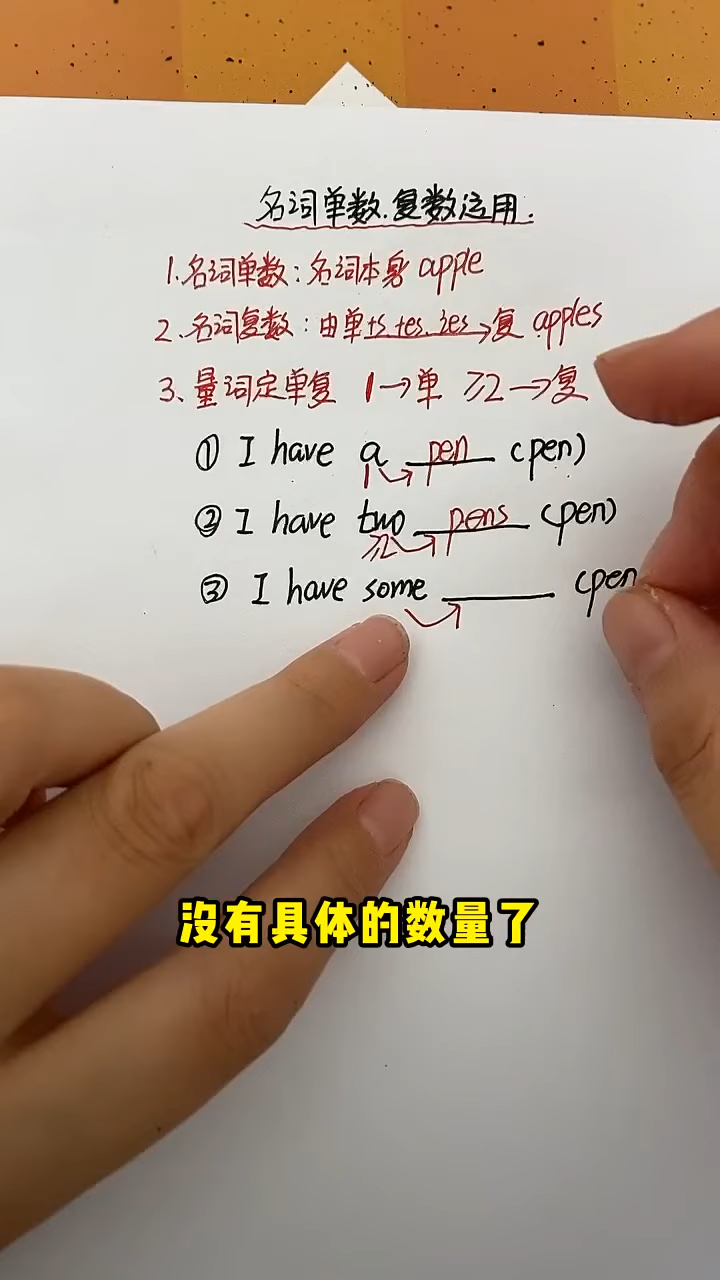 名词单数.复数运用.
1.名词单数:名词本身 apple
2.名词复数:由单+s +es.ies→复 apples
3、量词定单复 1→单 ≥2→复
① I have a pen (pen)
1
② I have two pens (pen)
≥2
③ I have some ______ (pen
没有具体的数量了